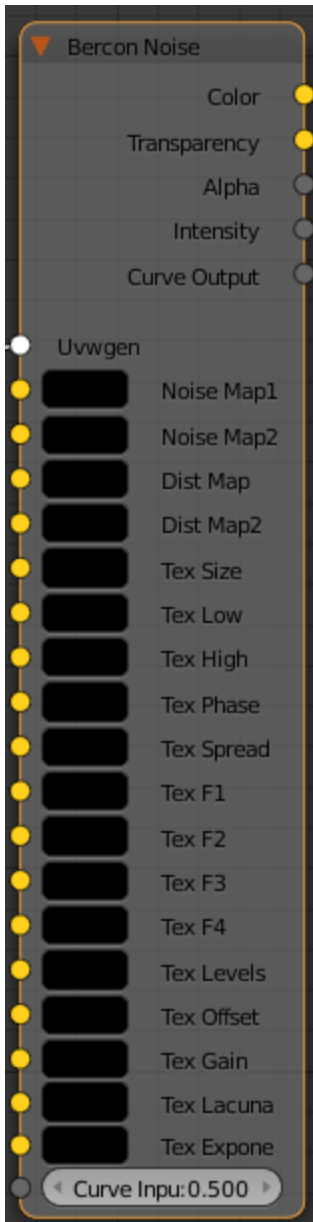 Bercon Noise
Color
Transparency
Alpha
Intensity
Curve Output
Uvwgen
Noise Map1
Noise Map2
Dist Map
Dist Map2
Tex Size
Tex Low
Tex High
Tex Phase
Tex Spread
Tex F1
Tex F2
Tex F3
Tex F4
Tex Levels
Tex Offset
Tex Gain
Tex Lacuna
Tex Expone
Curve Inpu: 0.500